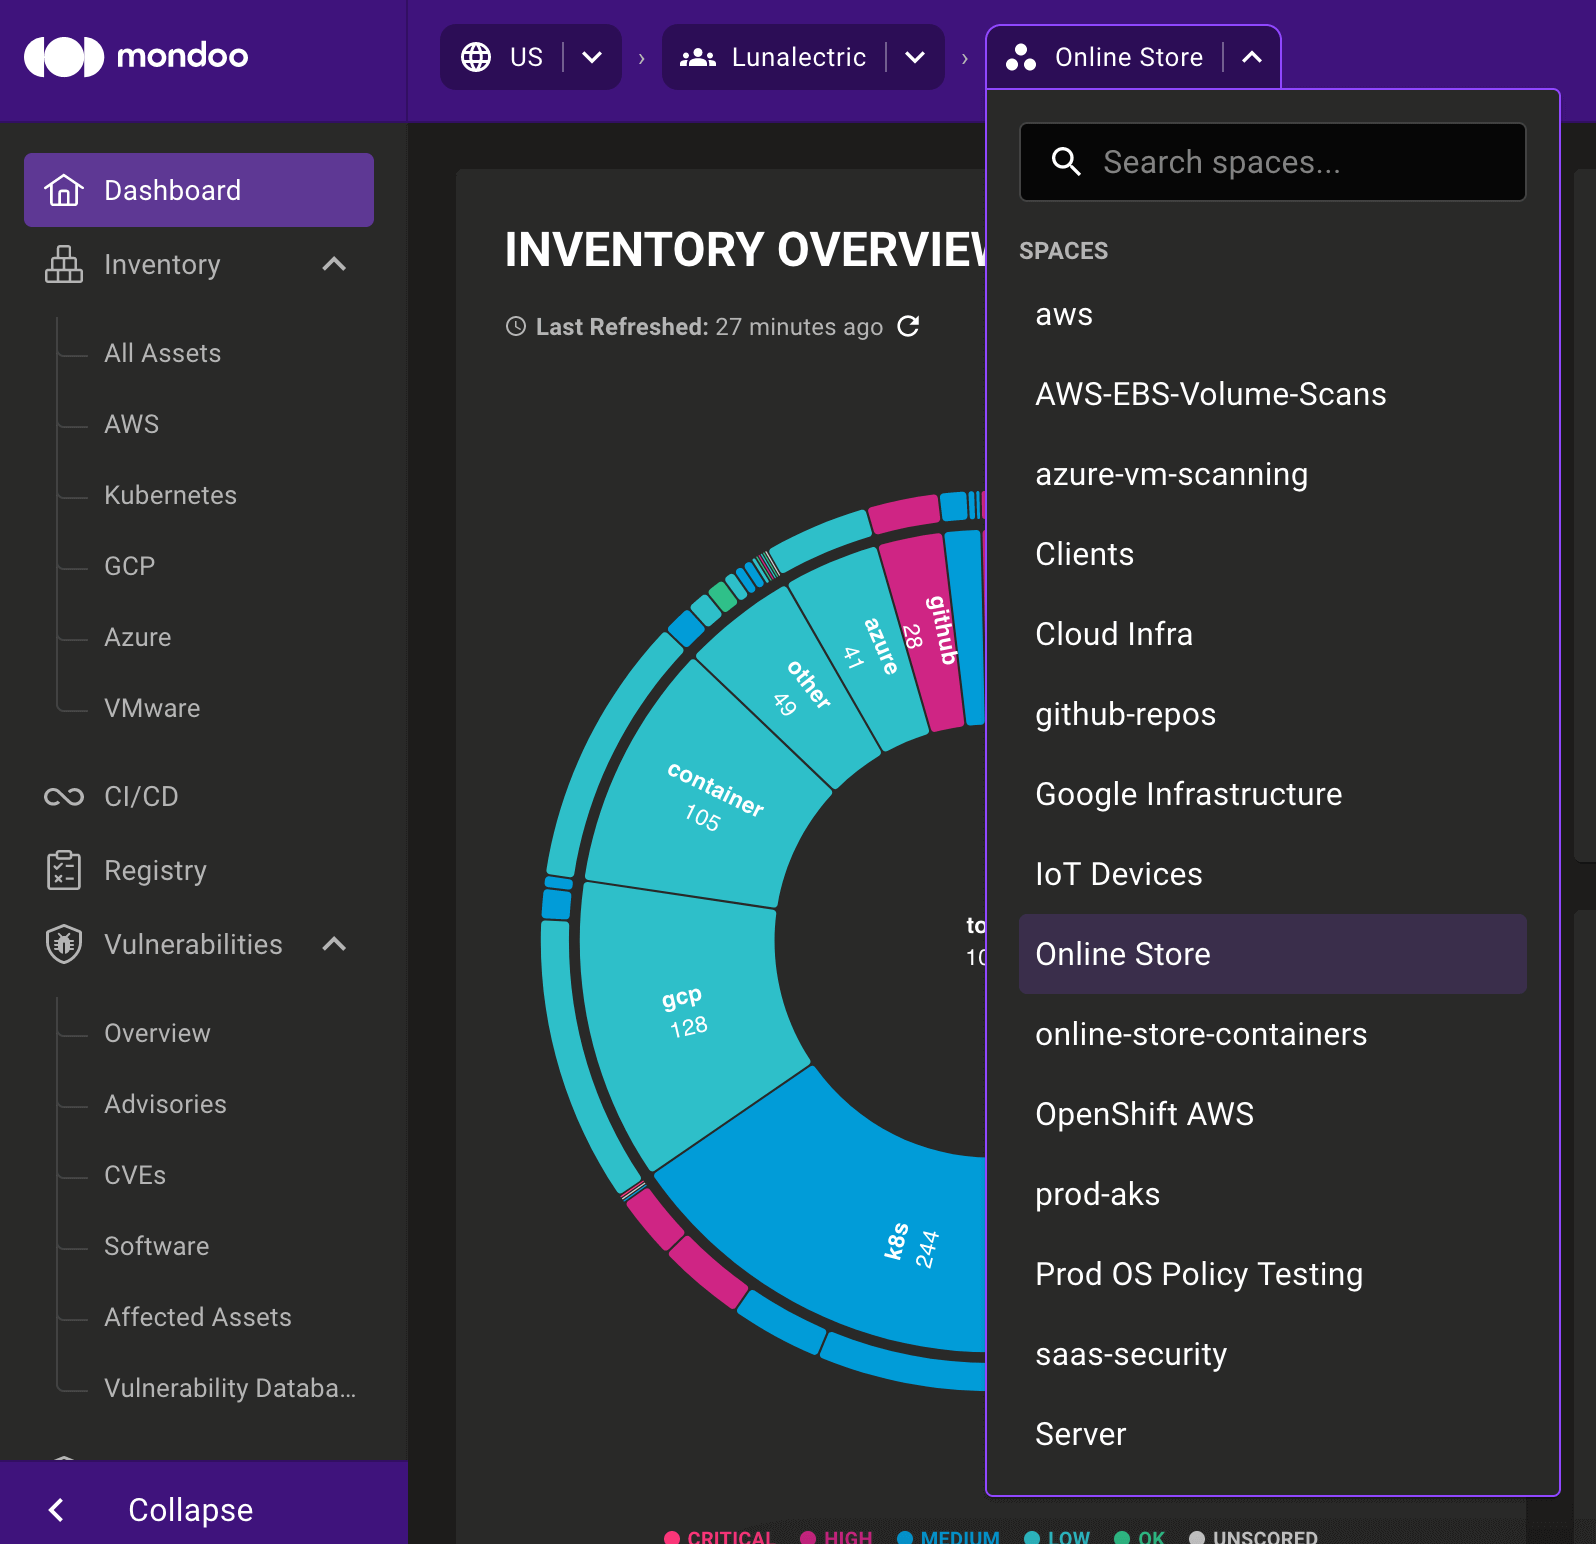 mondoo
US
Lunalectric
Online Store
Dashboard
Inventory
All Assets
AWS
Kubernetes
GCP
Azure
VMware
CI/CD
Registry
Vulnerabilities
Overview
Advisories
CVEs
Software
Affected Assets
Vulnerability Databa...
Collapse
INVENTORY OVERVIEW
Last Refreshed: 27 minutes ago
github
28
azure
41
other
49
container
105
gcp
128
k8s
244
Search spaces...
SPACES
aws
AWS-EBS-Volume-Scans
azure-vm-scanning
Clients
Cloud Infra
github-repos
Google Infrastructure
IoT Devices
Online Store
online-store-containers
OpenShift AWS
prod-aks
Prod OS Policy Testing
saas-security
Server
CRITICAL HIGH MEDIUM LOW OK UNSCORED